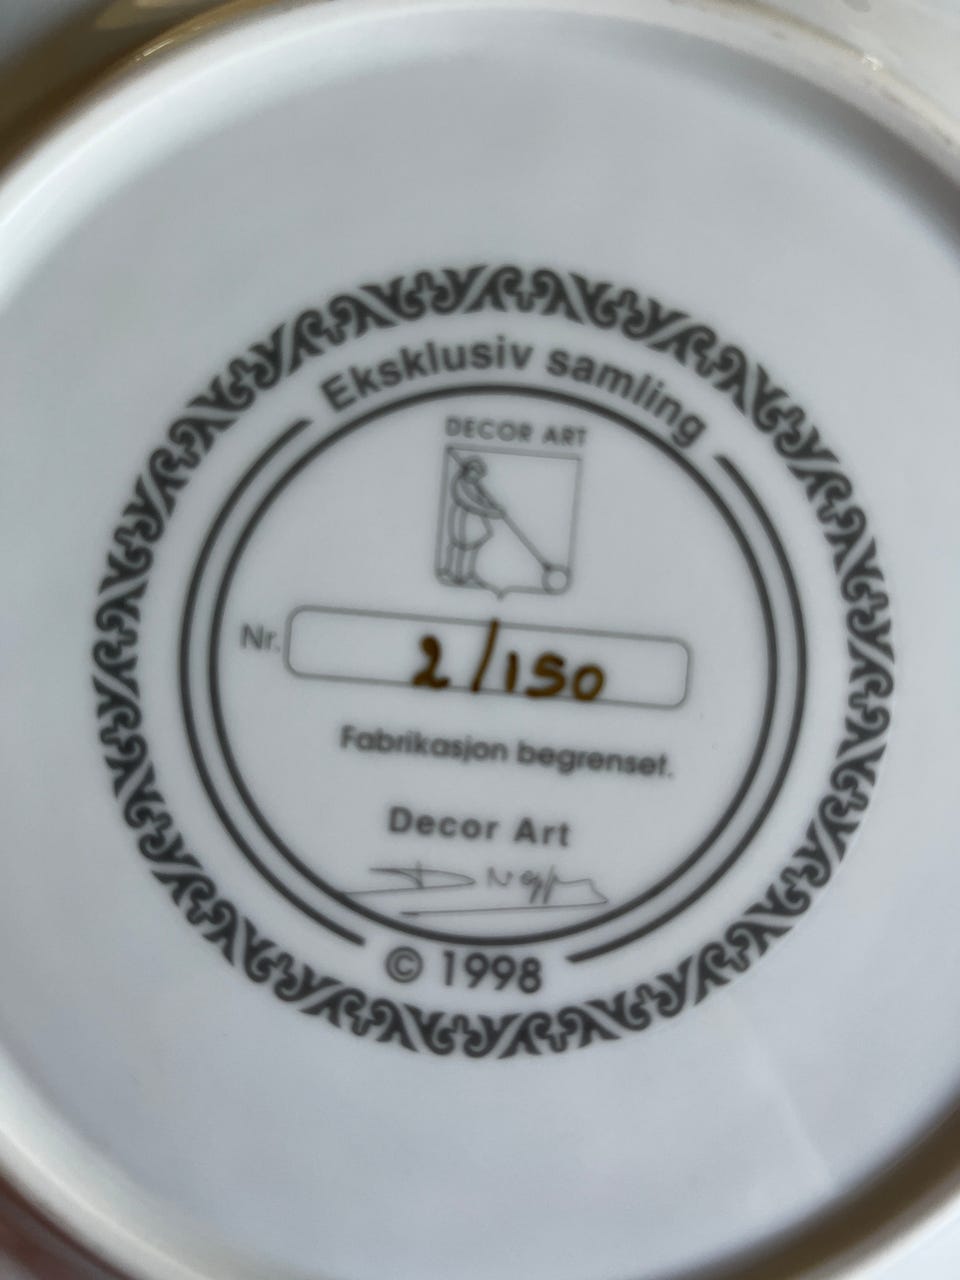 Eksklusiv samling
DECOR ART
Nr. 2/150
Fabrikasjon begrenset.
Decor Art
© 1998